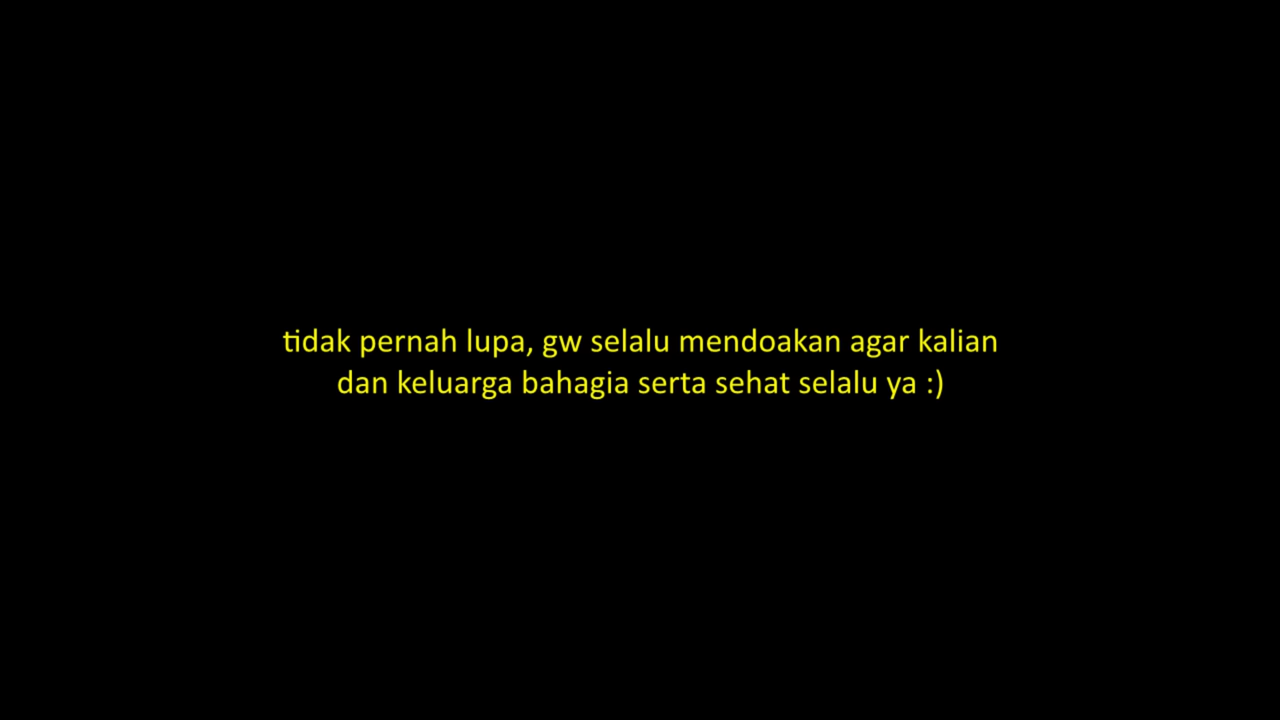 tidak pernah lupa, gw selalu mendoakan agar kalian
dan keluarga bahagia serta sehat selalu ya :)